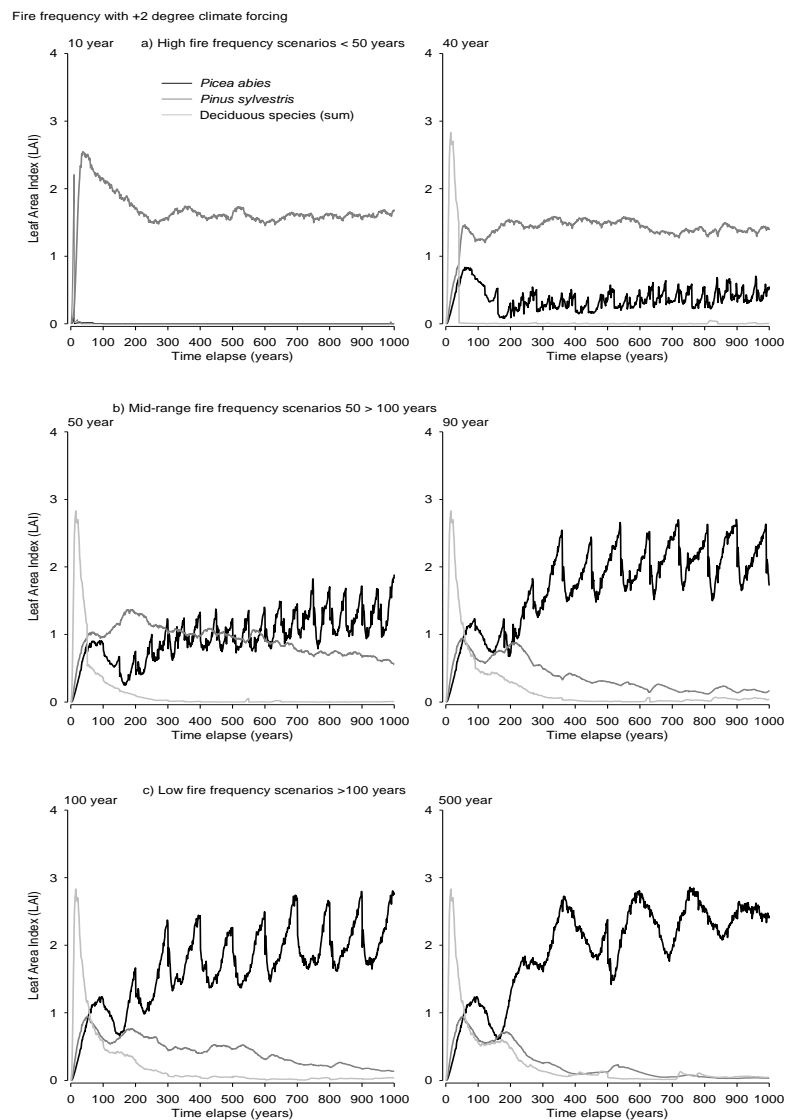 Fire frequency with +2 degree climate forcing
a) High fire frequency scenarios < 50 years
10 year
40 year
4
3
2
1
0
Leaf Area Index (LAI)
Picea abies
Pinus sylvestris
Deciduous species (sum)
0 100 200 300 400 500 600 700 800 900 1000
Time elapse (years)
4
3
2
1
0
0 100 200 300 400 500 600 700 800 900 1000
Time elapse (years)
b) Mid-range fire frequency scenarios 50 > 100 years
50 year
90 year
4
3
2
1
0
Leaf Area Index (LAI)
0 100 200 300 400 500 600 700 800 900 1000
Time elapse (years)
4
3
2
1
0
0 100 200 300 400 500 600 700 800 900 1000
Time elapse (years)
c) Low fire frequency scenarios >100 years
100 year
500 year
4
3
2
1
0
Leaf Area Index (LAI)
0 100 200 300 400 500 600 700 800 900 1000
Time elapse (years)
4
3
2
1
0
0 100 200 300 400 500 600 700 800 900 1000
Time elapse (years)